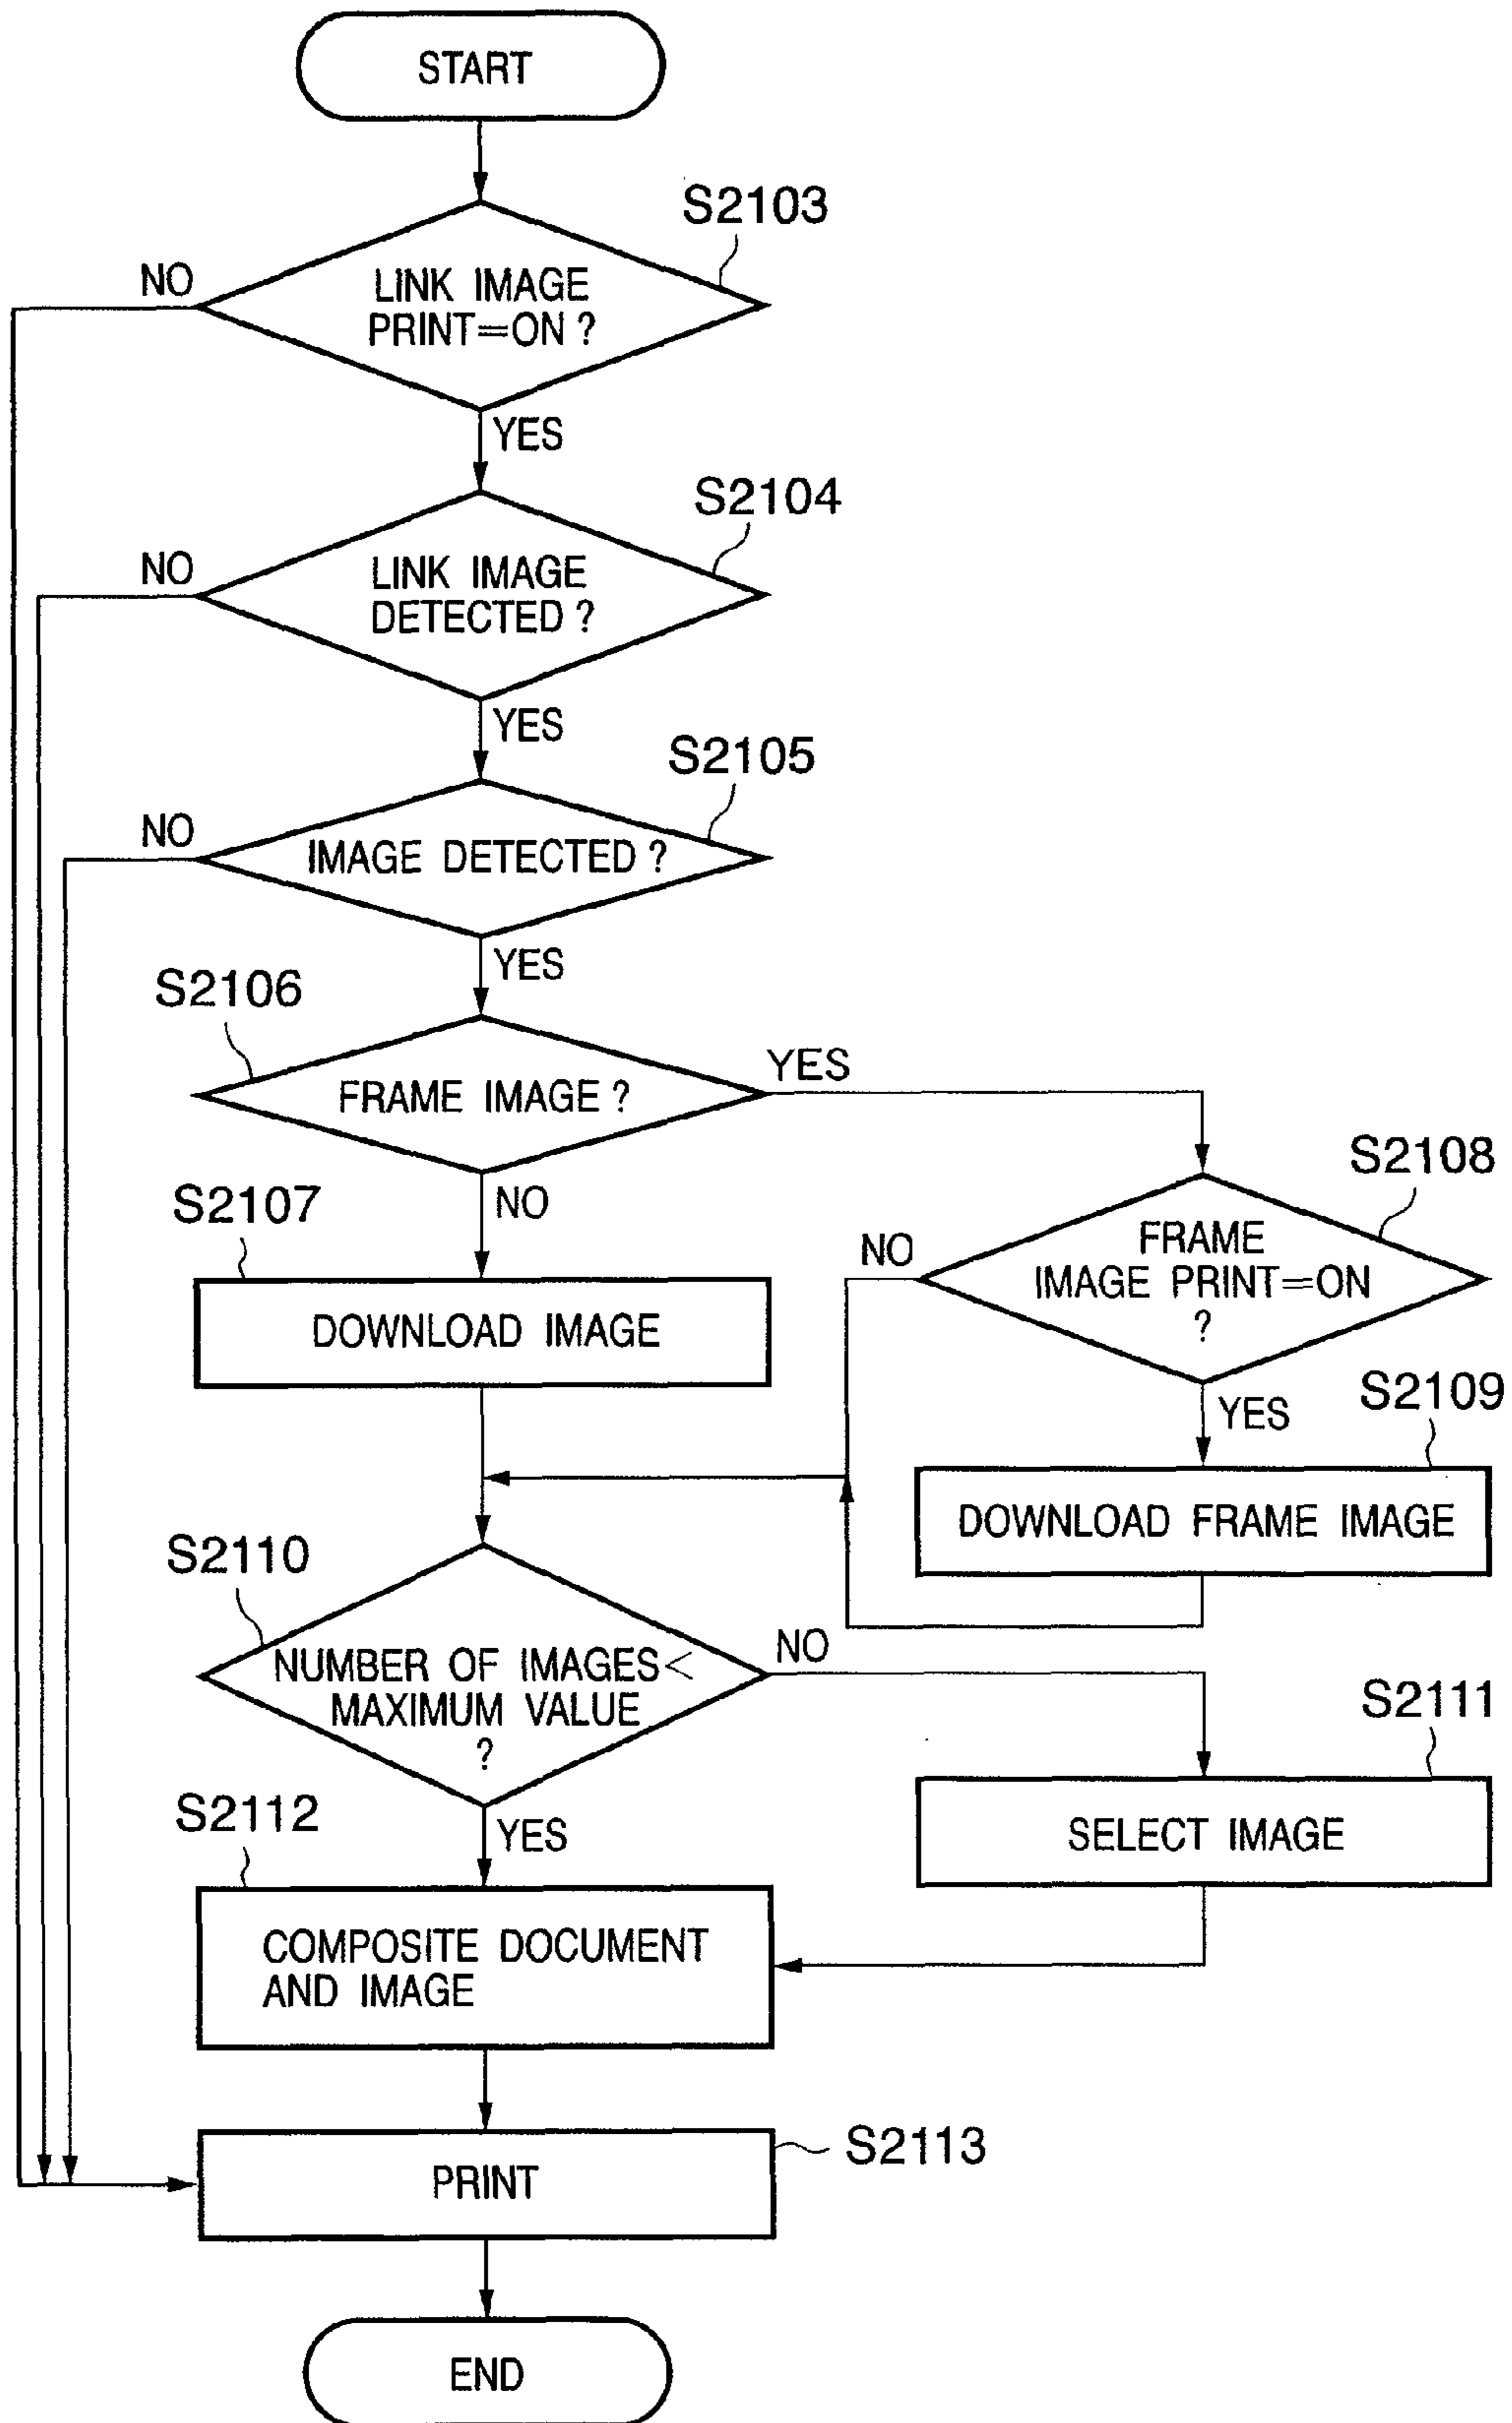 START
S2103
NO
LINK IMAGE
PRINT=ON ?
YES
S2104
NO
LINK IMAGE
DETECTED ?
YES
S2105
NO
IMAGE DETECTED ?
YES
S2106
YES
FRAME IMAGE ?
S2108
NO
S2107
FRAME
IMAGE PRINT=ON
?
NO
DOWNLOAD IMAGE
YES
S2109
DOWNLOAD FRAME IMAGE
S2110
NO
NUMBER OF IMAGES <
MAXIMUM VALUE
?
S2111
YES
SELECT IMAGE
S2112
COMPOSITE DOCUMENT
AND IMAGE
S2113
PRINT
END